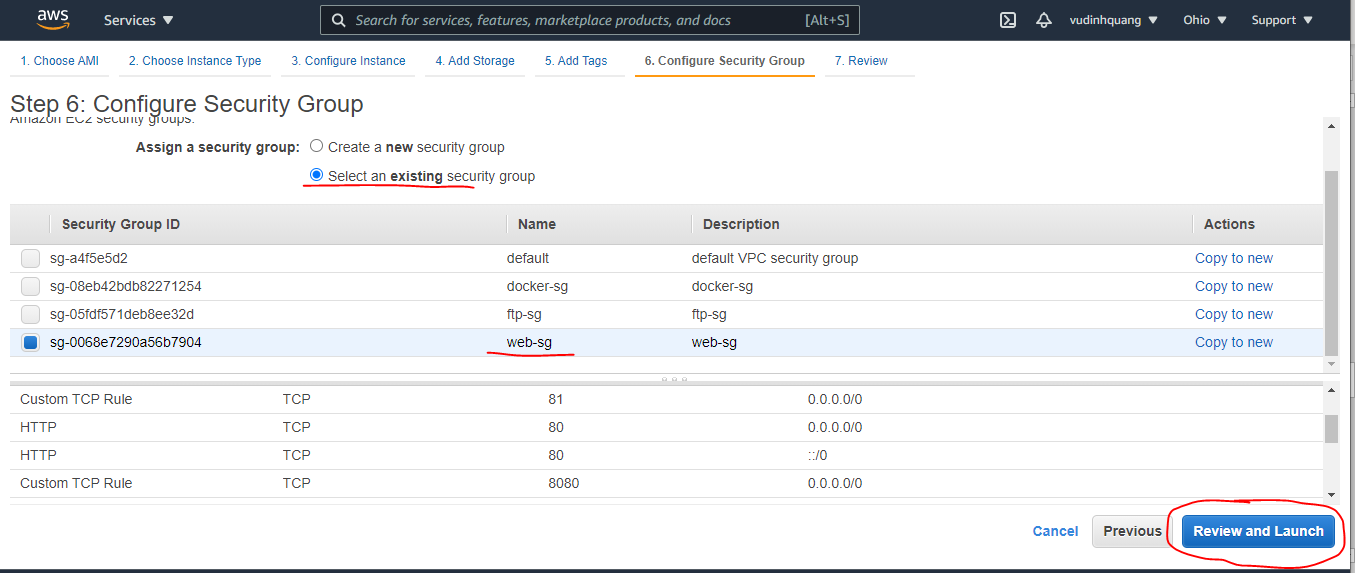 aws Services Search for services, features, marketplace products, and docs [Alt+S] vudinhquang Ohio Support
1. Choose AMI 2. Choose Instance Type 3. Configure Instance 4. Add Storage 5. Add Tags 6. Configure Security Group 7. Review
Step 6: Configure Security Group
Amazon EC2 security groups.
Assign a security group: Create a new security group
Select an existing security group
Security Group ID Name Description Actions
sg-a4f5e5d2 default default VPC security group Copy to new
sg-08eb42bdb82271254 docker-sg docker-sg Copy to new
sg-05fdf571deb8ee32d ftp-sg ftp-sg Copy to new
sg-0068e7290a56b7904 web-sg web-sg Copy to new
Custom TCP Rule TCP 81 0.0.0.0/0
HTTP TCP 80 0.0.0.0/0
HTTP TCP 80 ::/0
Custom TCP Rule TCP 8080 0.0.0.0/0
Cancel Previous Review and Launch